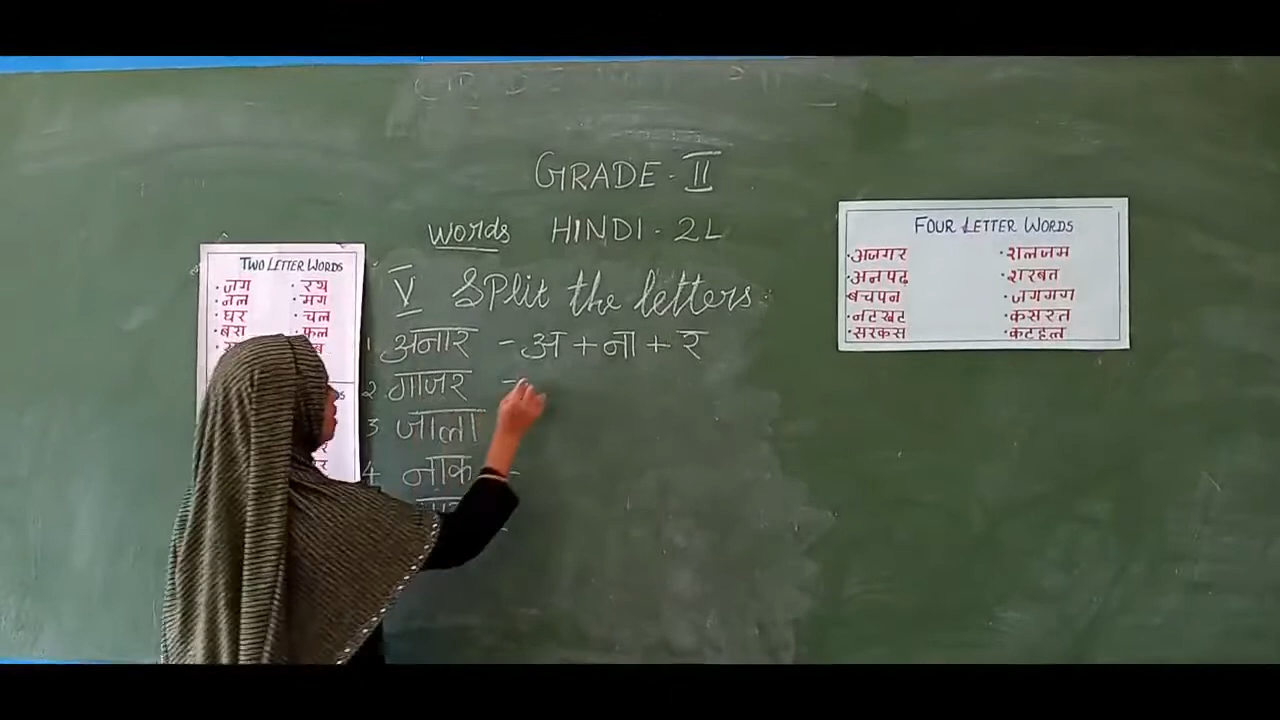 GRADE - II
words HINDI - 2L
V Split the letters
1 अनार - अ + ना + र
2 गाजर -
3 जाला
4 नाक -
TWO LETTER WORDS
· जग · रथ
· नल · मग
· घर · चल
· बस · फल
FOUR LETTER WORDS
· अजगर · शलजम
· अनपढ़ · शरबत
बचपन · जगमग
· नटखट · कसरत
· सरकस · कटहल